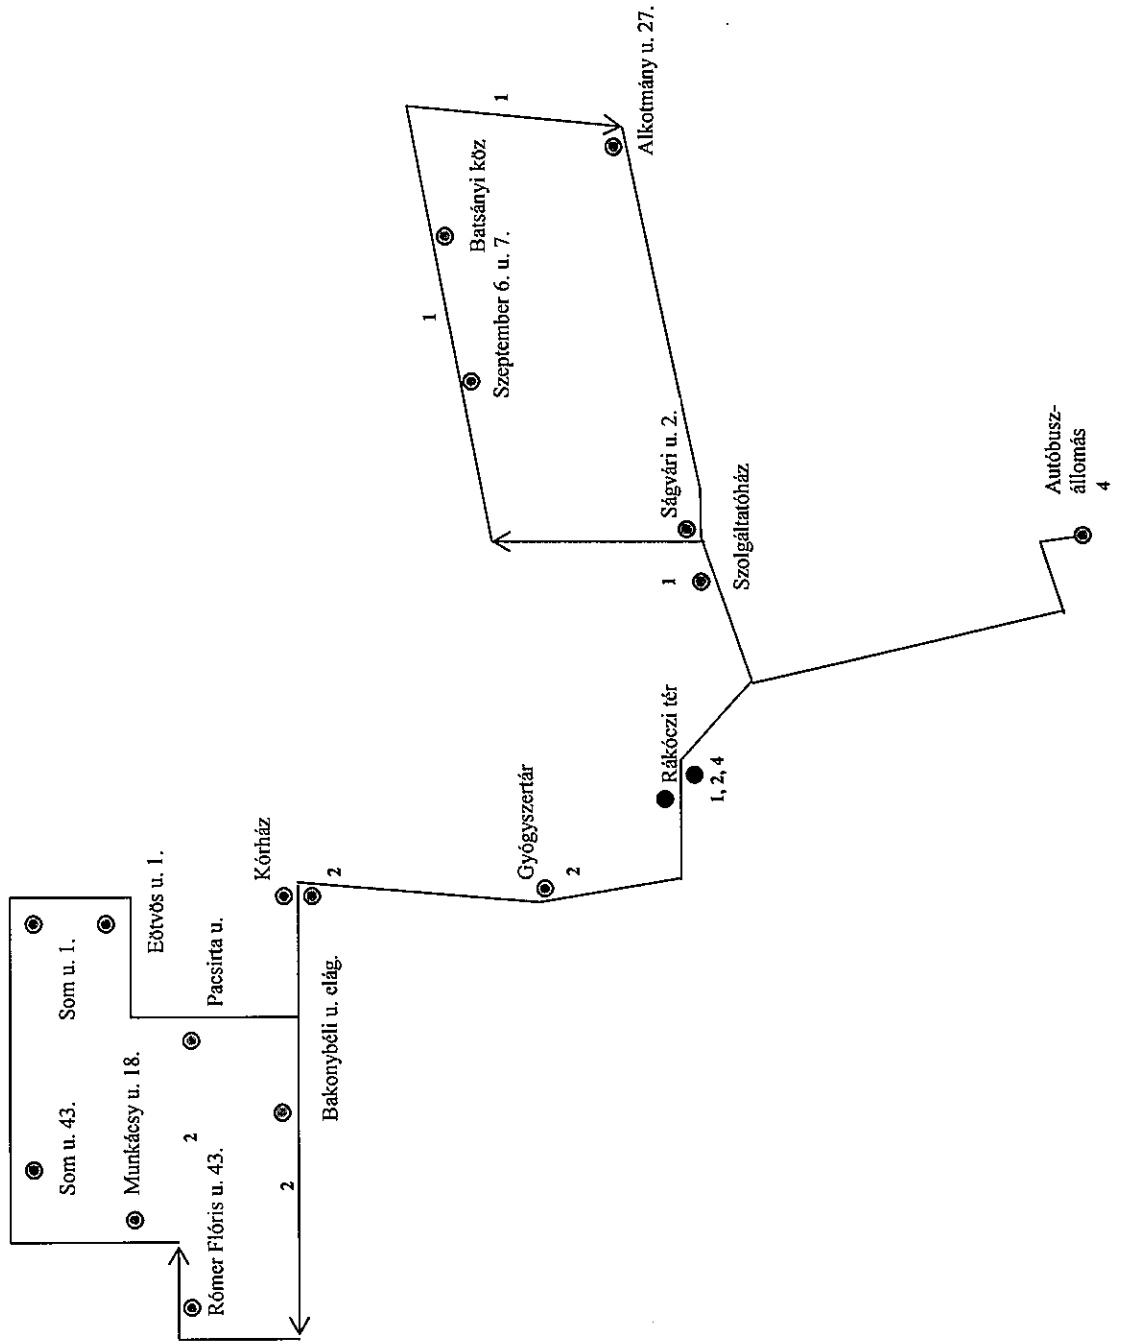 Som u. 43.
Som u. 1.
Munkácsy u. 18.
Eötvös u. 1.
2
Pacsirta u.
Rómer Flóris u. 43.
Kórház
2
2
Bakonybéli u. elág.
Gyógyszertár
2
Rákóczi tér
1, 2, 4
1
1
Batsányi köz
Szeptember 6. u. 7.
Alkotmány u. 27.
Ságvári u. 2.
1
Szolgáltatóház
Autóbusz-
állomás
4